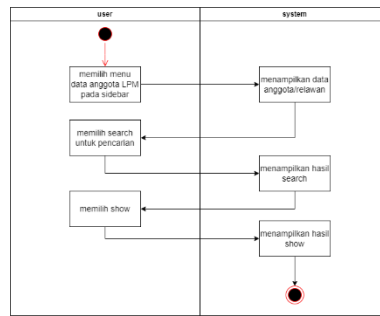 user
system
memilih menu
data anggota LPM
pada sidebar
menampilkan data
anggota/relawan
memilih search
untuk pencarian
menampilkan hasil
search
memilih show
menampilkan hasil
show